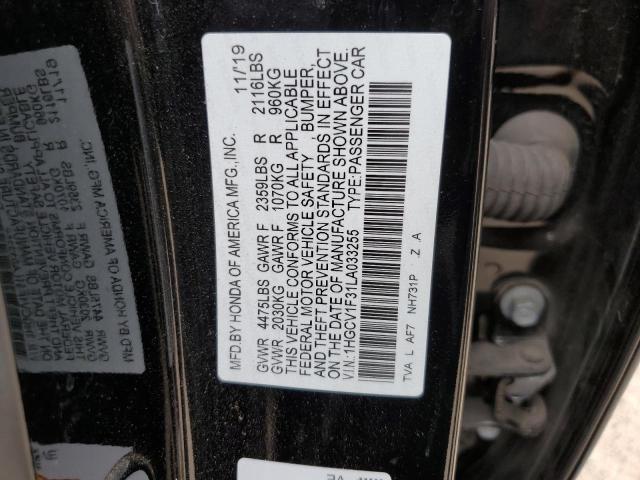 MFD.BY HONDA OF AMERICA MFG.,INC. 11/19
GVWR 4475LBS GAWR F 2359LBS R 2116LBS
GVWR 2030KG GAWR F 1070KG R 960KG
THIS VEHICLE CONFORMS TO ALL APPLICABLE
FEDERAL MOTOR VEHICLE SAFETY BUMPER,
AND THEFT PREVENTION STANDARDS IN EFFECT
ON THE DATE OF MANUFACTURE SHOWN ABOVE.
V.I.N.:1HGCV1F31LA033255 TYPE:PASSENGER CAR
TVA L AF7 NH731P Z A